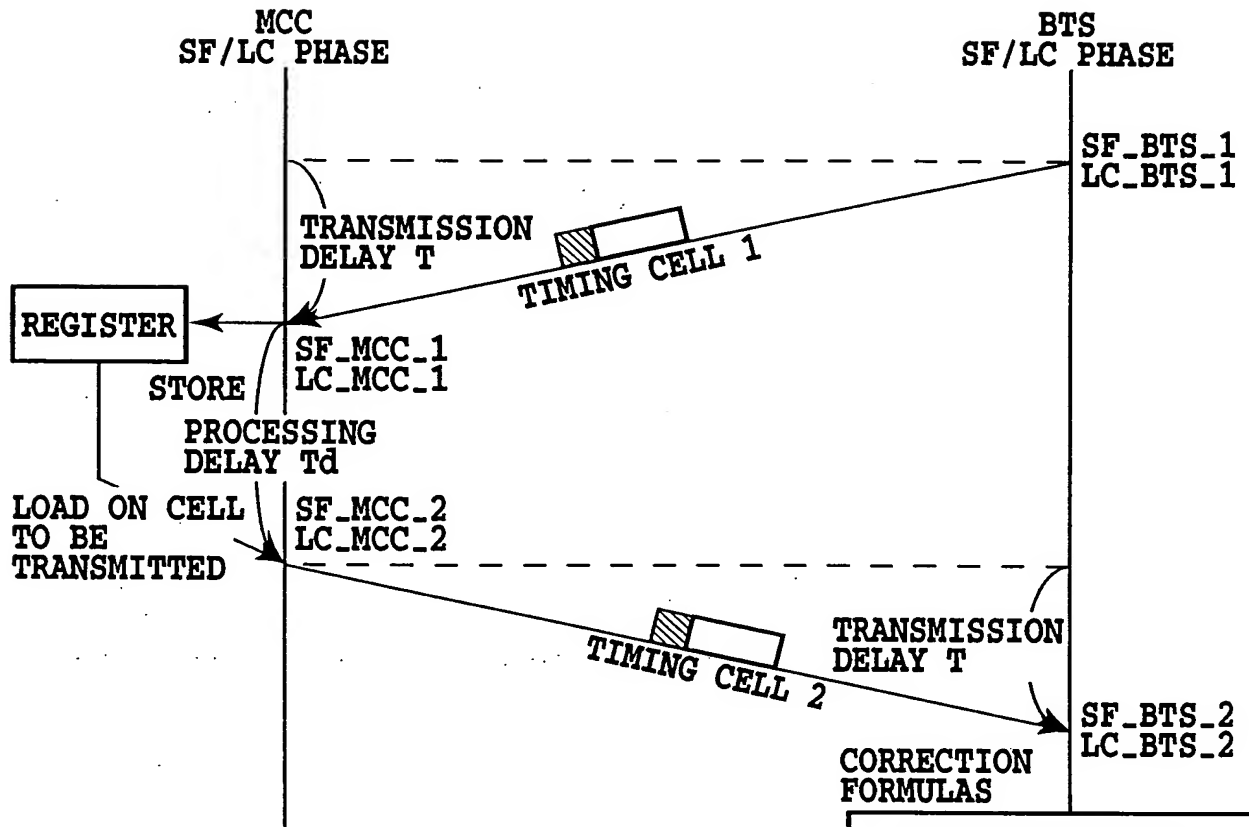 MCC
SF/LC PHASE
BTS
SF/LC PHASE
SF_BTS_1
LC_BTS_1
TRANSMISSION
DELAY T
TIMING CELL 1
REGISTER
SF_MCC_1
LC_MCC_1
STORE
PROCESSING
DELAY Td
LOAD ON CELL
TO BE
TRANSMITTED
SF_MCC_2
LC_MCC_2
TIMING CELL 2
TRANSMISSION
DELAY T
SF_BTS_2
LC_BTS_2
CORRECTION
FORMULAS